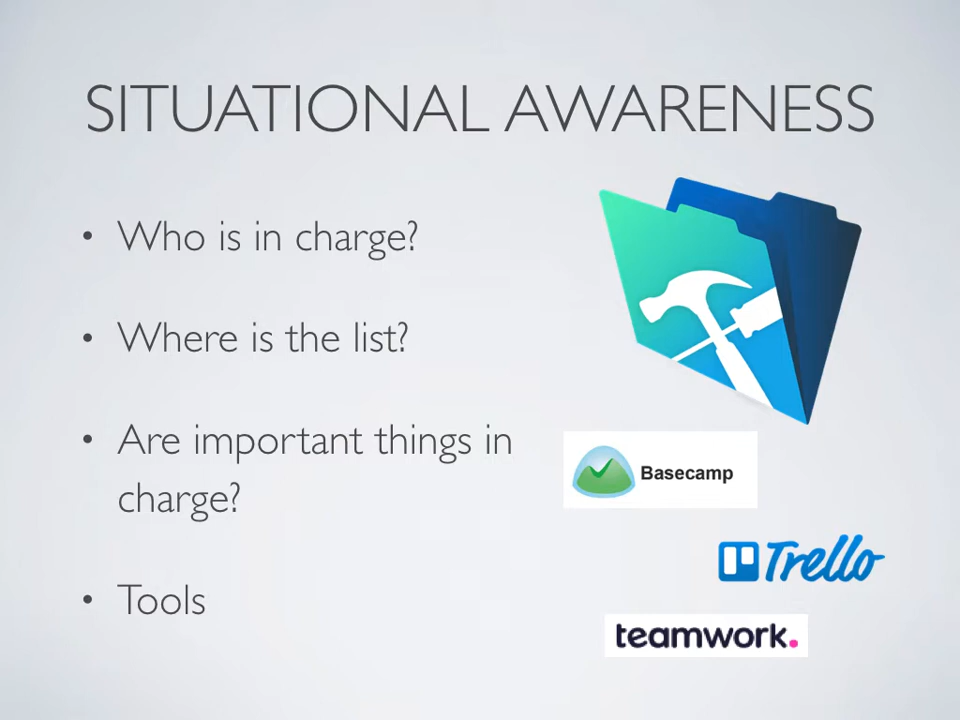 SITUATIONAL AWARENESS
• Who is in charge?
• Where is the list?
• Are important things in
charge?
• Tools
Basecamp
Trello
teamwork.